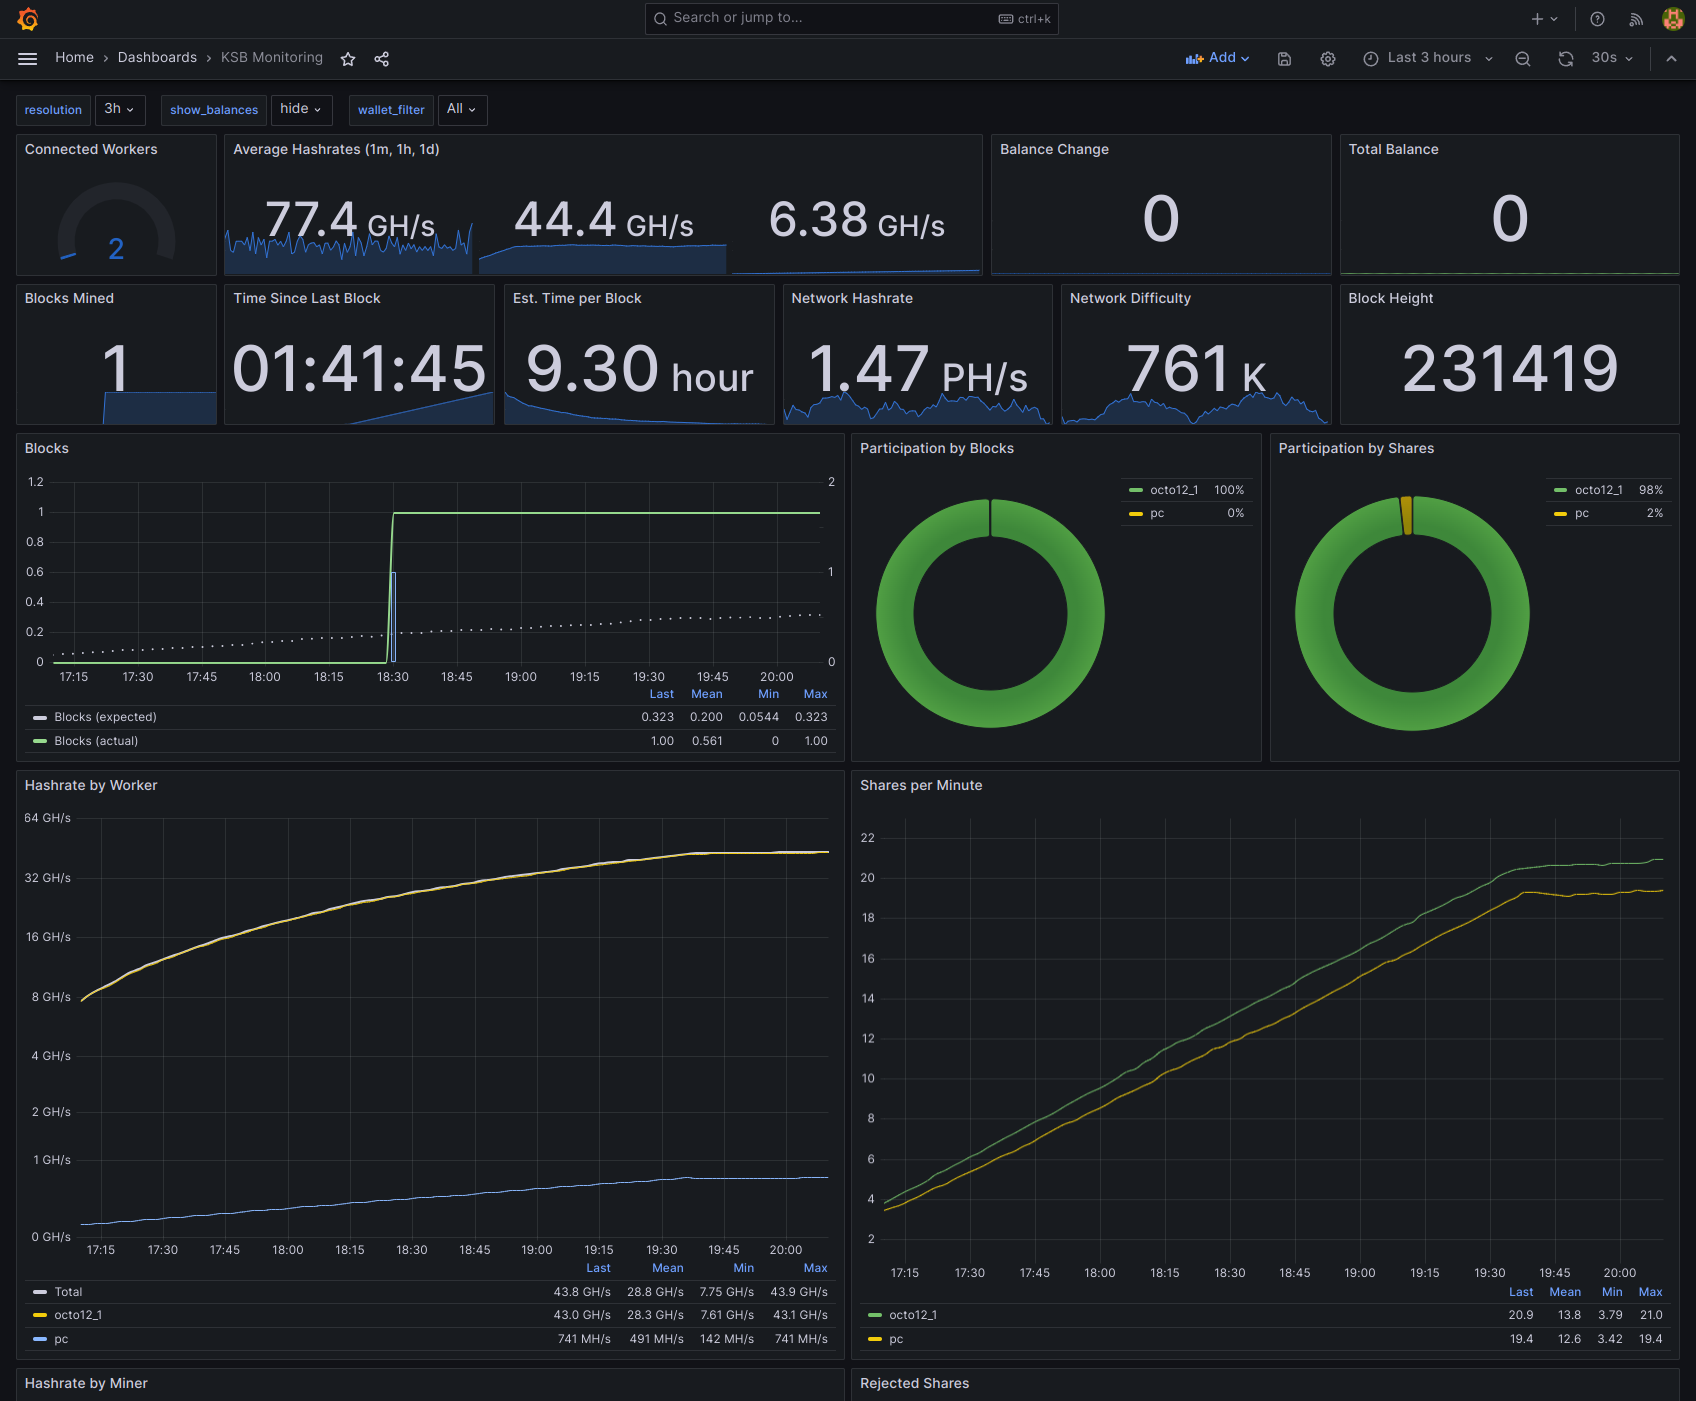 Search or jump to...
ctrl+k
Home › Dashboards › KSB Monitoring
Add
Last 3 hours
30s
resolution 3h show_balances hide wallet_filter All
Connected Workers
2
Average Hashrates (1m, 1h, 1d)
77.4 GH/s 44.4 GH/s 6.38 GH/s
Balance Change
0
Total Balance
0
Blocks Mined
1
Time Since Last Block
01:41:45
Est. Time per Block
9.30 hour
Network Hashrate
1.47 PH/s
Network Difficulty
761 K
Block Height
231419
Blocks
1.2
1
0.8
0.6
0.4
0.2
0
2
1
0
17:15 17:30 17:45 18:00 18:15 18:30 18:45 19:00 19:15 19:30 19:45 20:00
Last Mean Min Max
Blocks (expected) 0.323 0.200 0.0544 0.323
Blocks (actual) 1.00 0.561 0 1.00
Participation by Blocks
octo12_1 100%
pc 0%
Participation by Shares
octo12_1 98%
pc 2%
Hashrate by Worker
64 GH/s
32 GH/s
16 GH/s
8 GH/s
4 GH/s
2 GH/s
1 GH/s
0 GH/s
17:15 17:30 17:45 18:00 18:15 18:30 18:45 19:00 19:15 19:30 19:45 20:00
Last Mean Min Max
Total 43.8 GH/s 28.8 GH/s 7.75 GH/s 43.9 GH/s
octo12_1 43.0 GH/s 28.3 GH/s 7.61 GH/s 43.1 GH/s
pc 741 MH/s 491 MH/s 142 MH/s 741 MH/s
Shares per Minute
22
20
18
16
14
12
10
8
6
4
2
17:15 17:30 17:45 18:00 18:15 18:30 18:45 19:00 19:15 19:30 19:45 20:00
Last Mean Min Max
octo12_1 20.9 13.8 3.79 21.0
pc 19.4 12.6 3.42 19.4
Hashrate by Miner
Rejected Shares